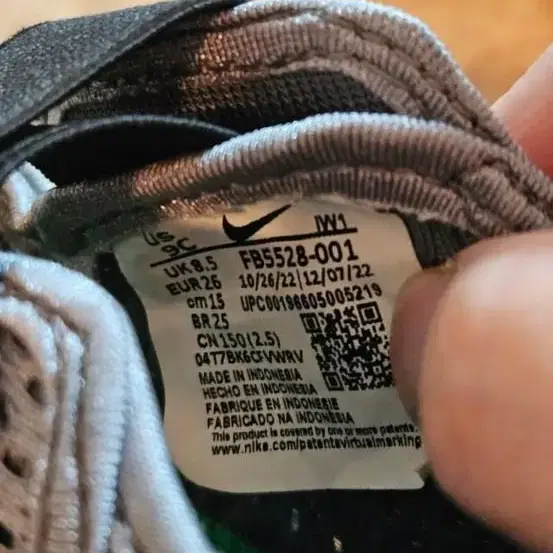 US 9C IW1
UK 8.5 FB5528-001
EUR 26 10/26/22 | 12/07/22
cm 15 UPC00196605005219
BR 25
CN 150(2.5)
04T7BK6CFVWRV
MADE IN INDONESIA
HECHO EN INDONESIA
FABRIQUE EN INDONESIE
FABRICADO NA INDONESIA
This product is covered by one or more patents.
www.nike.com/patentsvirtualmarking